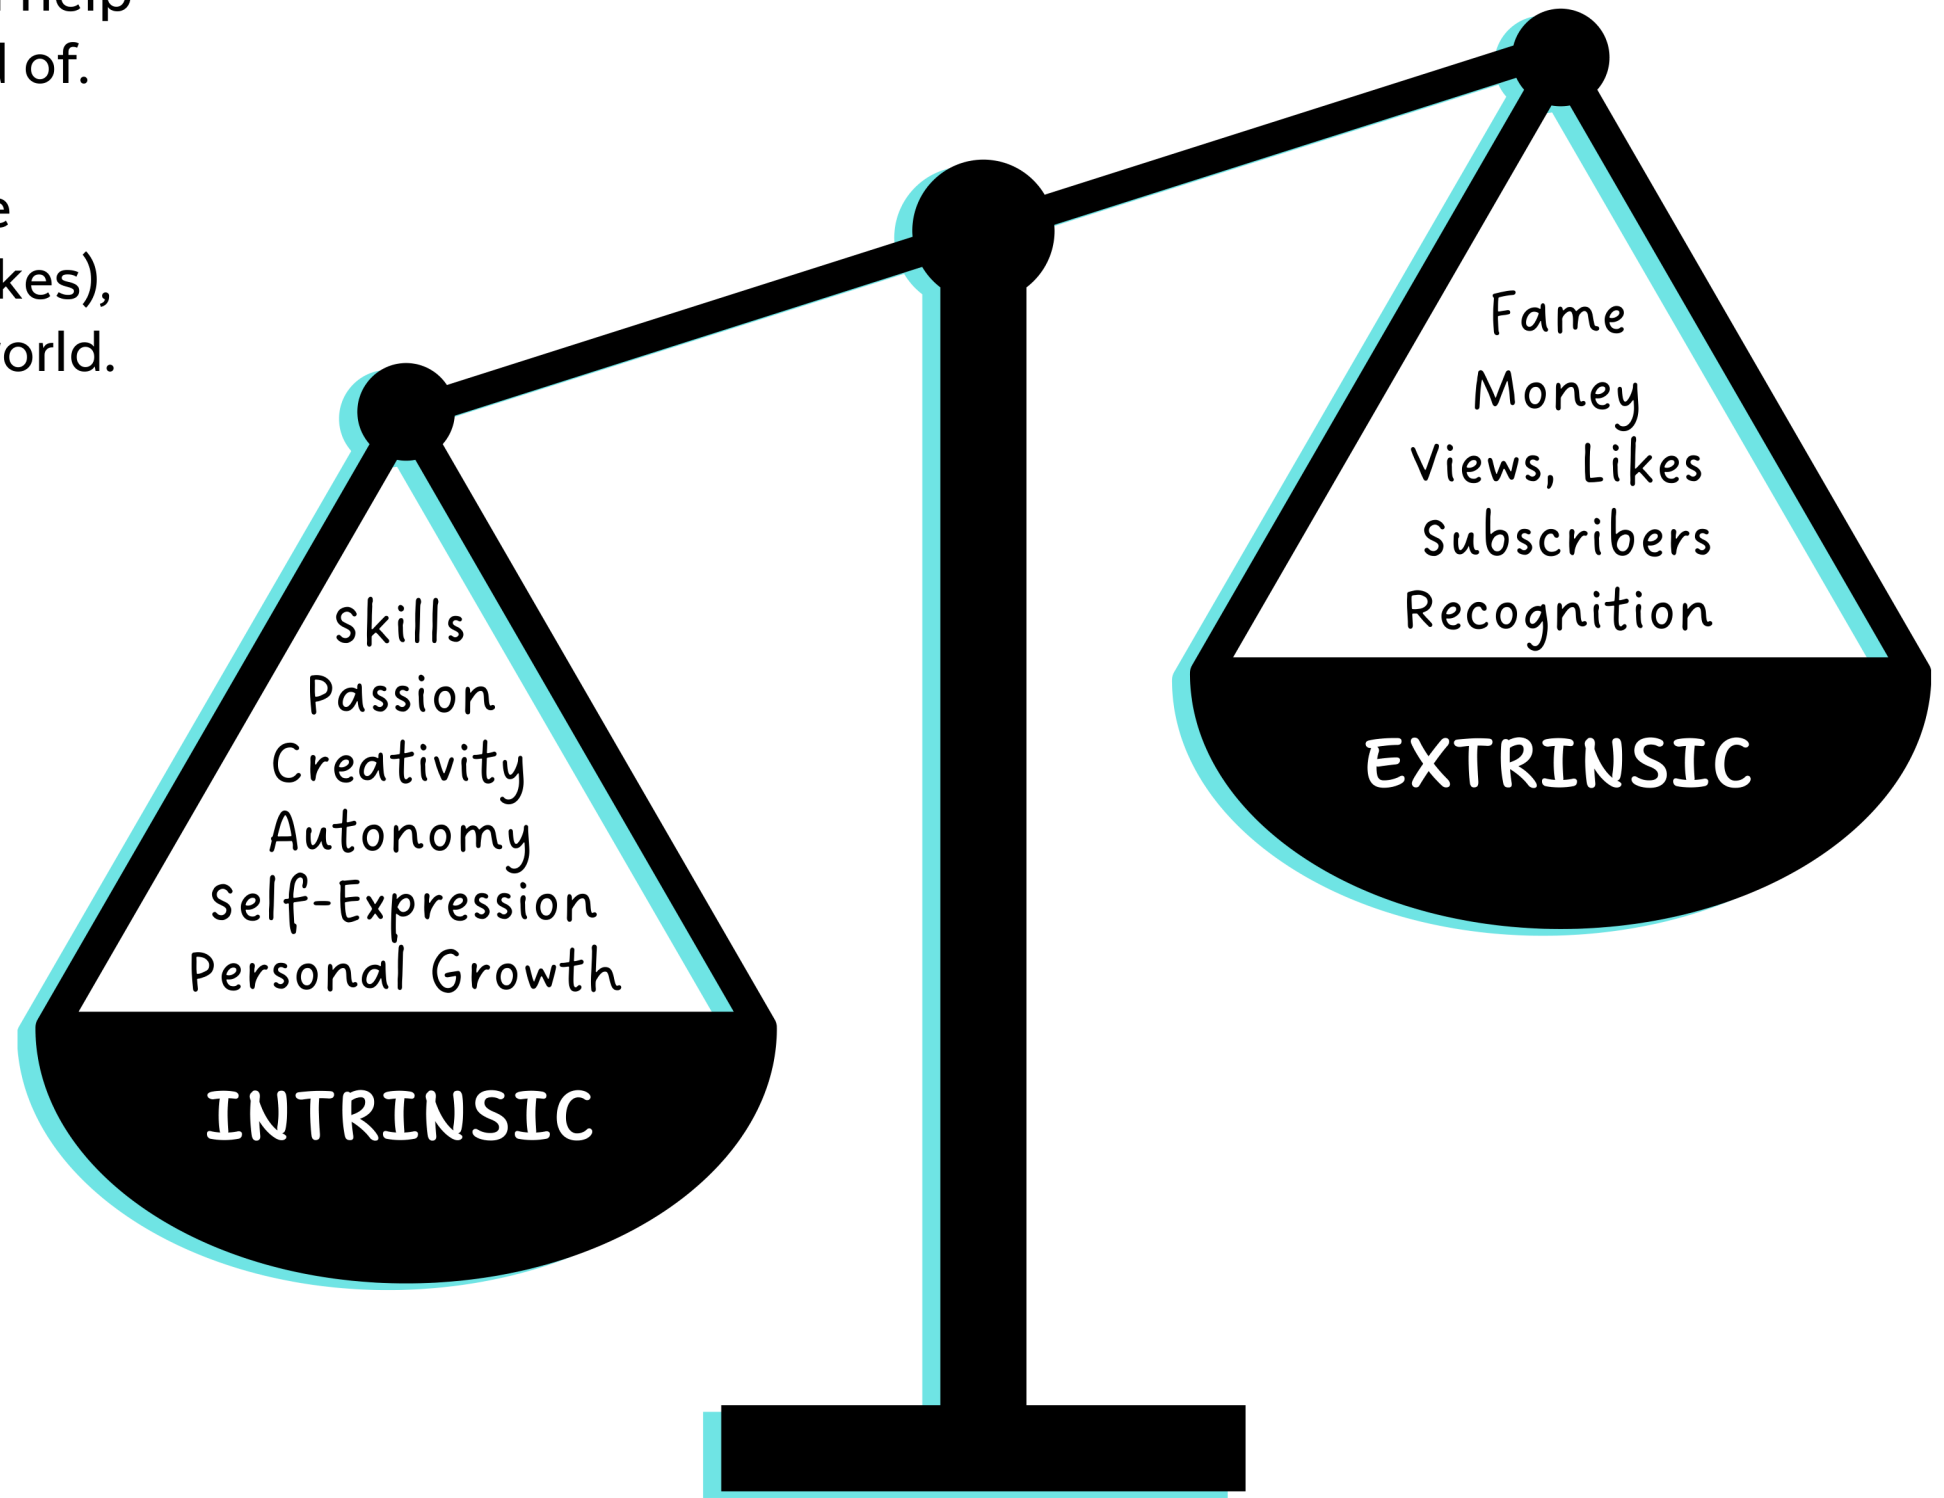 help
of.
e
kes),
orld.
Fame
Money
Views, Likes
Subscribers
Recognition
EXTRINSIC
Skills
Passion
Creativity
Autonomy
Self-Expression
Personal Growth
INTRINSIC